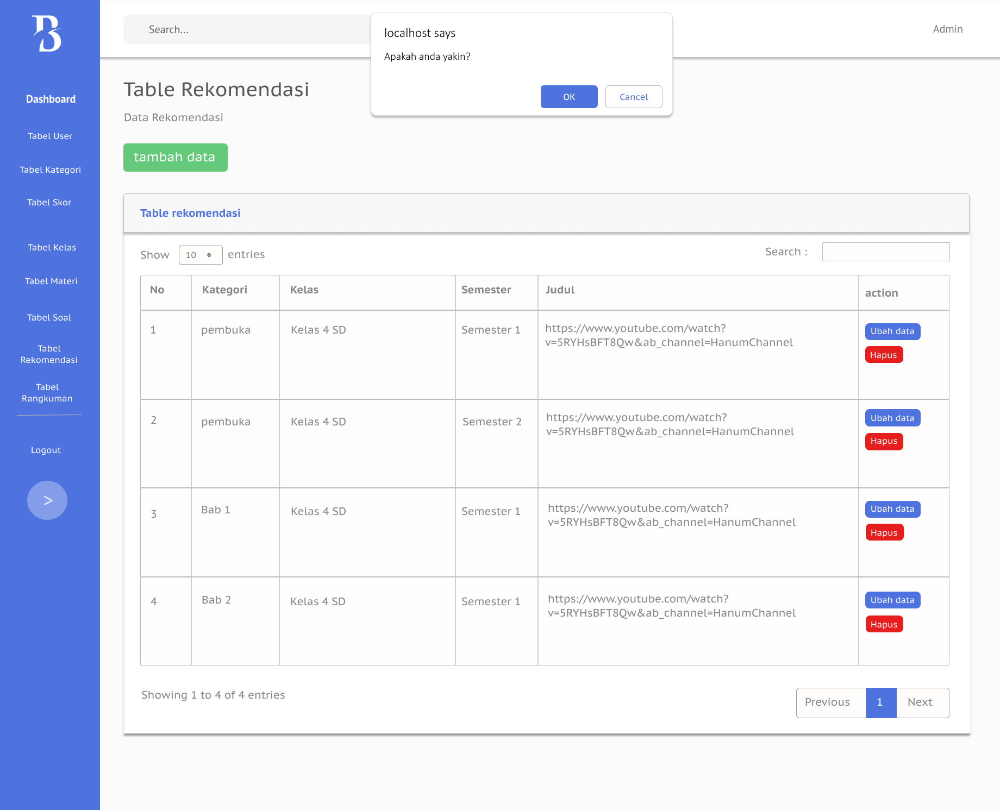 B
Search...
Admin
localhost says
Apakah anda yakin?
OK
Cancel
Dashboard
Tabel User
Tabel Kategori
Tabel Skor
Tabel Kelas
Tabel Materi
Tabel Soal
Tabel
Rekomendasi
Tabel
Rangkuman
Logout
>
Table Rekomendasi
Data Rekomendasi
tambah data
Table rekomendasi
Show 10 entries
Search :
No Kategori Kelas Semester Judul action
1 pembuka Kelas 4 SD Semester 1 https://www.youtube.com/watch?
v=5RYHsBFT8Qw&ab_channel=HanumChannel
Ubah data
Hapus
2 pembuka Kelas 4 SD Semester 2 https://www.youtube.com/watch?
v=5RYHsBFT8Qw&ab_channel=HanumChannel
Ubah data
Hapus
3 Bab 1 Kelas 4 SD Semester 1 https://www.youtube.com/watch?
v=5RYHsBFT8Qw&ab_channel=HanumChannel
Ubah data
Hapus
4 Bab 2 Kelas 4 SD Semester 1 https://www.youtube.com/watch?
v=5RYHsBFT8Qw&ab_channel=HanumChannel
Ubah data
Hapus
Showing 1 to 4 of 4 entries
Previous 1 Next